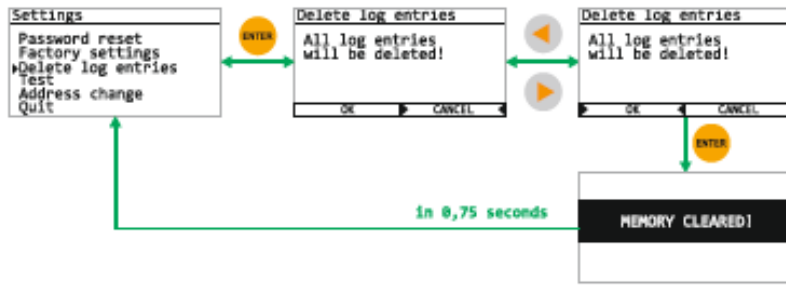 Settings
Password reset
Factory settings
Delete log entries
Test
Address change
Quit
ENTER
Delete log entries
All log entries
will be deleted!
OK CANCEL
Delete log entries
All log entries
will be deleted!
OK CANCEL
ENTER
in 0,75 seconds
MEMORY CLEARED!